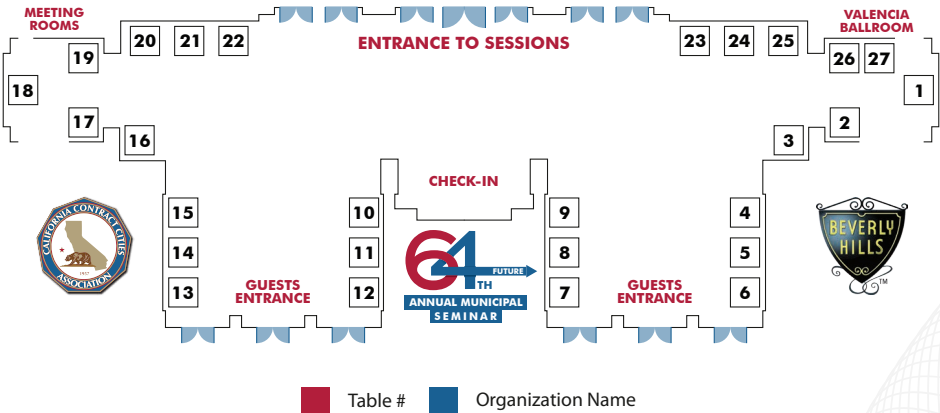 MEETING
ROOMS
VALENCIA
BALLROOM
ENTRANCE TO SESSIONS
20
21
22
23
24
25
19
26
27
18
1
17
2
16
3
CHECK-IN
15
10
9
4
14
11
8
5
13
12
7
6
GUESTS
ENTRANCE
GUESTS
ENTRANCE
CALIFORNIA CONTRACT CITIES
ASSOCIATION
1957
64TH
FUTURE
ANNUAL MUNICIPAL
SEMINAR
BEVERLY
HILLS
TM
Table #
Organization Name